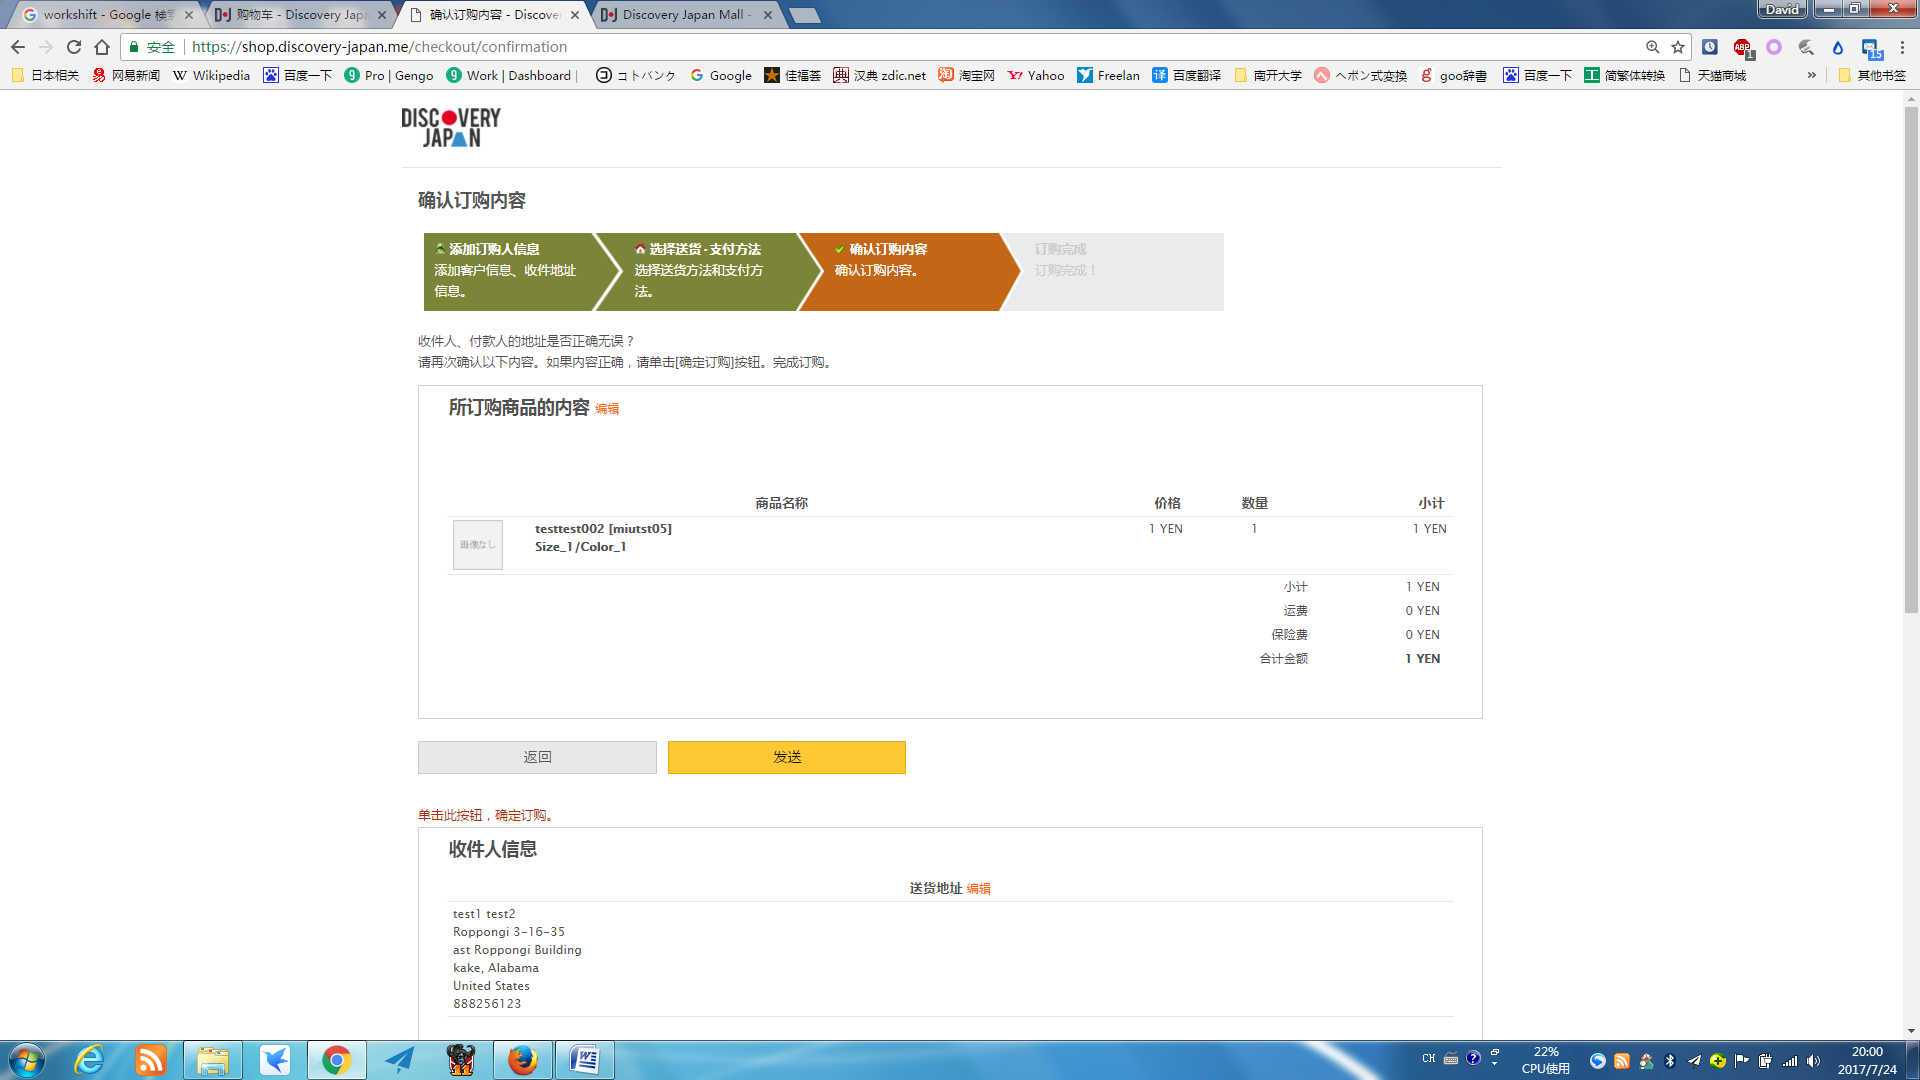 workshift - Google 検索
购物车 - Discovery Japa
确认订购内容 - Discover
Discovery Japan Mall -
David
安全 https://shop.discovery-japan.me/checkout/confirmation
日本相关 网易新闻 Wikipedia 百度一下 Pro | Gengo Work | Dashboard | コトバンク Google 佳福荟 汉典 zdic.net 淘宝网 Yahoo Freelan 百度翻译 南开大学 ヘボン式变换 goo辞書 百度一下 简繁体转换 天猫商城 » 其他书签
DISCOVERY
JAPAN
确认订购内容
添加订购人信息
添加客户信息、收件地址
信息。
选择送货·支付方法
选择送货方法和支付方
法。
确认订购内容
确认订购内容。
订购完成
订购完成！
收件人、付款人的地址是否正确无误？
请再次确认以下内容。如果内容正确，请单击[确定订购]按钮。完成订购。
所订购商品的内容 编辑
商品名称 价格 数量 小计
画像なし
testtest002 [miutst05] 1 YEN 1 1 YEN
Size_1/Color_1
小计 1 YEN
运费 0 YEN
保险费 0 YEN
合计金额 1 YEN
返回 发送
单击此按钮，确定订购。
收件人信息
送货地址 编辑
test1 test2
Roppongi 3-16-35
ast Roppongi Building
kake, Alabama
United States
888256123
CH
22%
CPU使用
20:00
2017/7/24